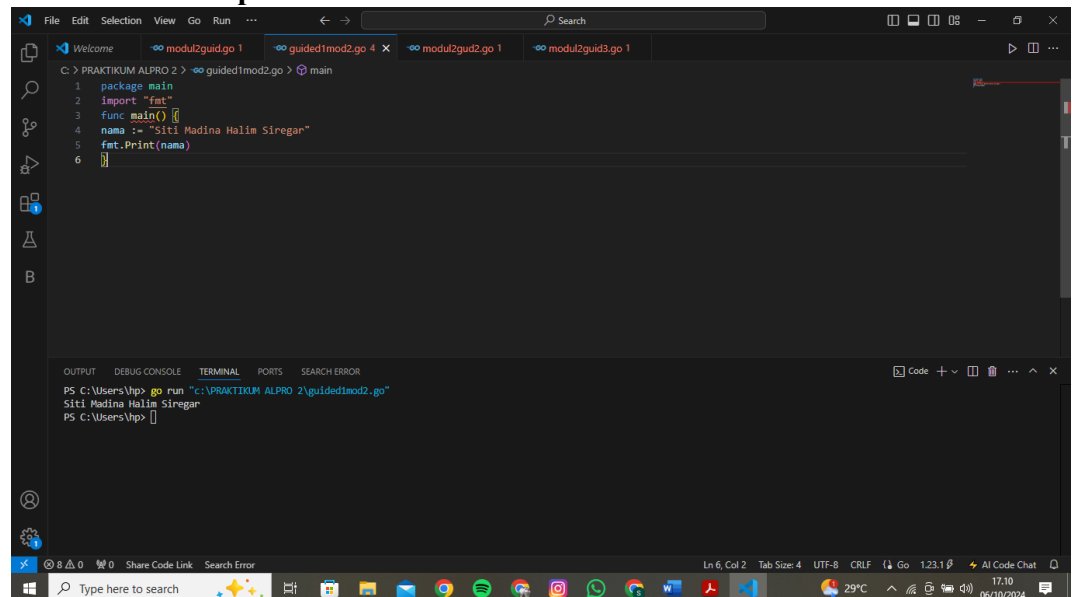 File Edit Selection View Go Run ··· Search
Welcome modul2guid.go 1 guided1mod2.go 4 modul2gud2.go 1 modul2guid3.go 1
C: > PRAKTIKUM ALPRO 2 > guided1mod2.go > main
1 package main
2 import "fmt"
3 func main() {
4 nama := "Siti Madina Halim Siregar"
5 fmt.Print(nama)
6 }
OUTPUT DEBUG CONSOLE TERMINAL PORTS SEARCH ERROR Code
PS C:\Users\hp> go run "c:\PRAKTIKUM ALPRO 2\guided1mod2.go"
Siti Madina Halim Siregar
PS C:\Users\hp>
8 0 0 Share Code Link Search Error Ln 6, Col 2 Tab Size: 4 UTF-8 CRLF Go 1.23.1 AI Code Chat
Type here to search 29°C 17.10
06/10/2024